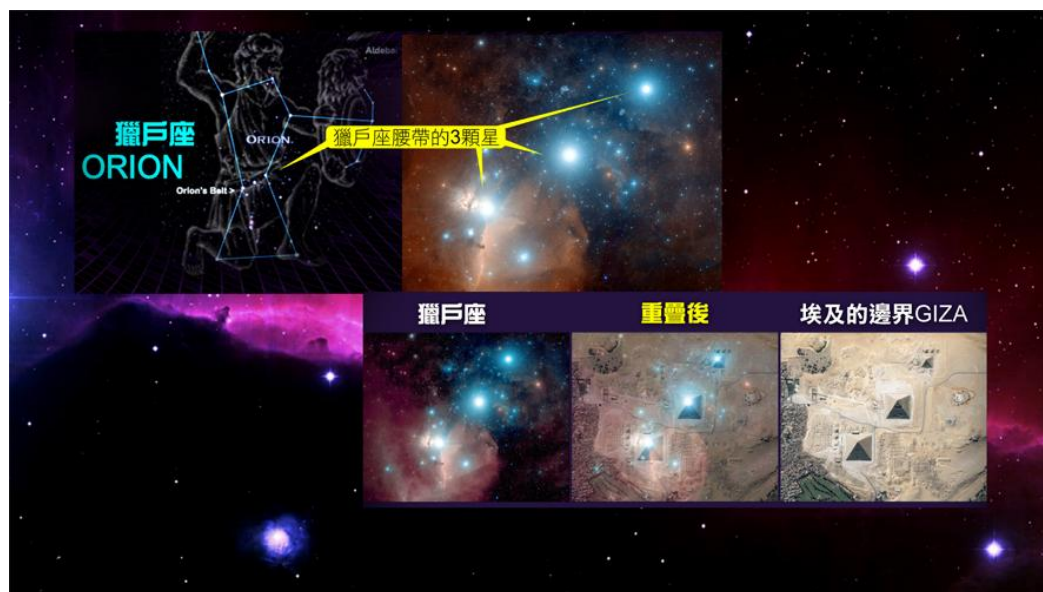 Aldeba
獵戶座
ORION
ORION
Orion's Belt >
獵戶座腰帶的3顆星
獵戶座
重疊後
埃及的邊界GIZA